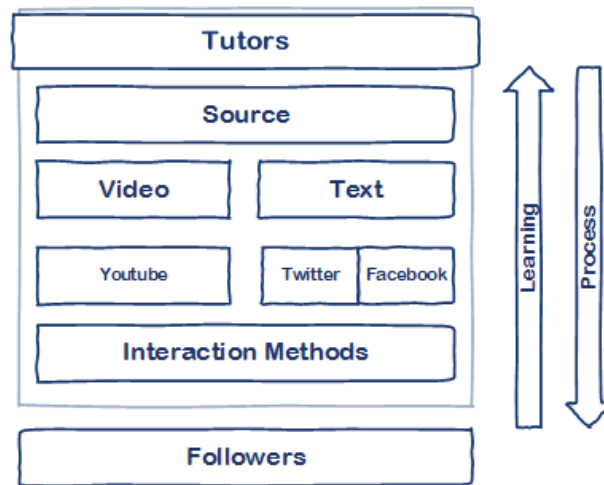 Tutors
Source
Video
Text
Youtube
Twitter
Facebook
Interaction Methods
Followers
Learning
Process